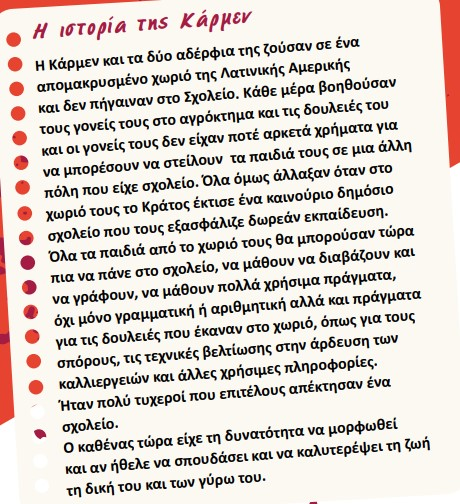 Η ιστορία της Κάρμεν
Η Κάρμεν και τα δύο αδέρφια της ζούσαν σε ένα
απομακρυσμένο χωριό της Λατινικής Αμερικής
και δεν πήγαιναν στο Σχολείο. Κάθε μέρα βοηθούσαν
τους γονείς τους στο αγρόκτημα και τις δουλειές του
και οι γονείς τους δεν είχαν ποτέ αρκετά χρήματα για
να μπορέσουν να στείλουν τα παιδιά τους σε μια άλλη
πόλη που είχε σχολείο. Όλα όμως άλλαξαν όταν στο
χωριό τους το Κράτος έκτισε ένα καινούριο δημόσιο
σχολείο που τους εξασφάλιζε δωρεάν εκπαίδευση.
Όλα τα παιδιά από το χωριό τους θα μπορούσαν τώρα
πια να πάνε στο σχολείο, να μάθουν να διαβάζουν και
να γράφουν, να μάθουν πολλά χρήσιμα πράγματα,
όχι μόνο γραμματική ή αριθμητική αλλά και πράγματα
για τις δουλειές που έκαναν στο χωριό, όπως για τους
σπόρους, τις τεχνικές βελτίωσης στην άρδευση των
καλλιεργειών και άλλες χρήσιμες πληροφορίες.
Ήταν πολύ τυχεροί που επιτέλους απέκτησαν ένα
σχολείο.
Ο καθένας τώρα είχε τη δυνατότητα να μορφωθεί
και αν ήθελε να σπουδάσει και να καλυτερέψει τη ζωή
τη δική του και των γύρω του.